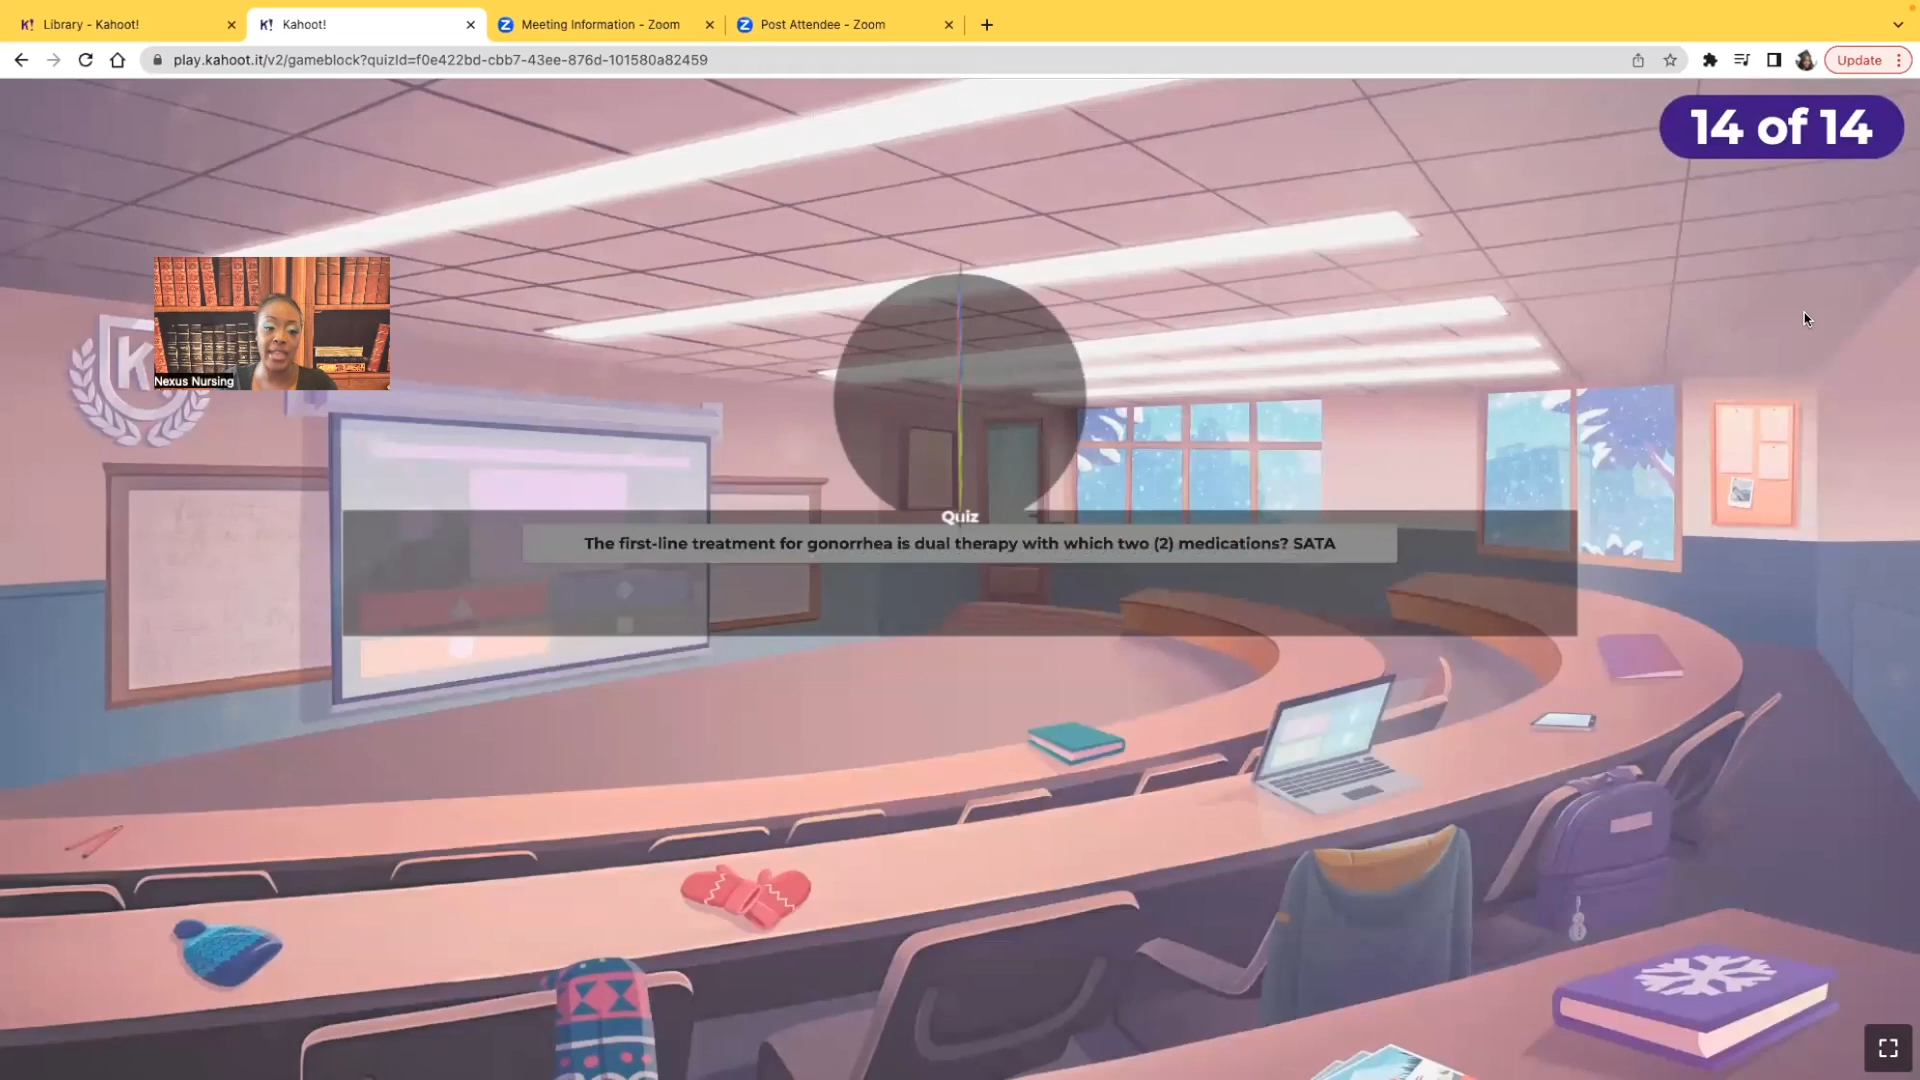 Library - Kahoot!
Kahoot!
Meeting Information - Zoom
Post Attendee - Zoom
play.kahoot.it/v2/gameblock?quizId=f0e422bd-cbb7-43ee-876d-101580a82459
Update
14 of 14
K
Nexus Nursing
Quiz
The first-line treatment for gonorrhea is dual therapy with which two (2) medications? SATA